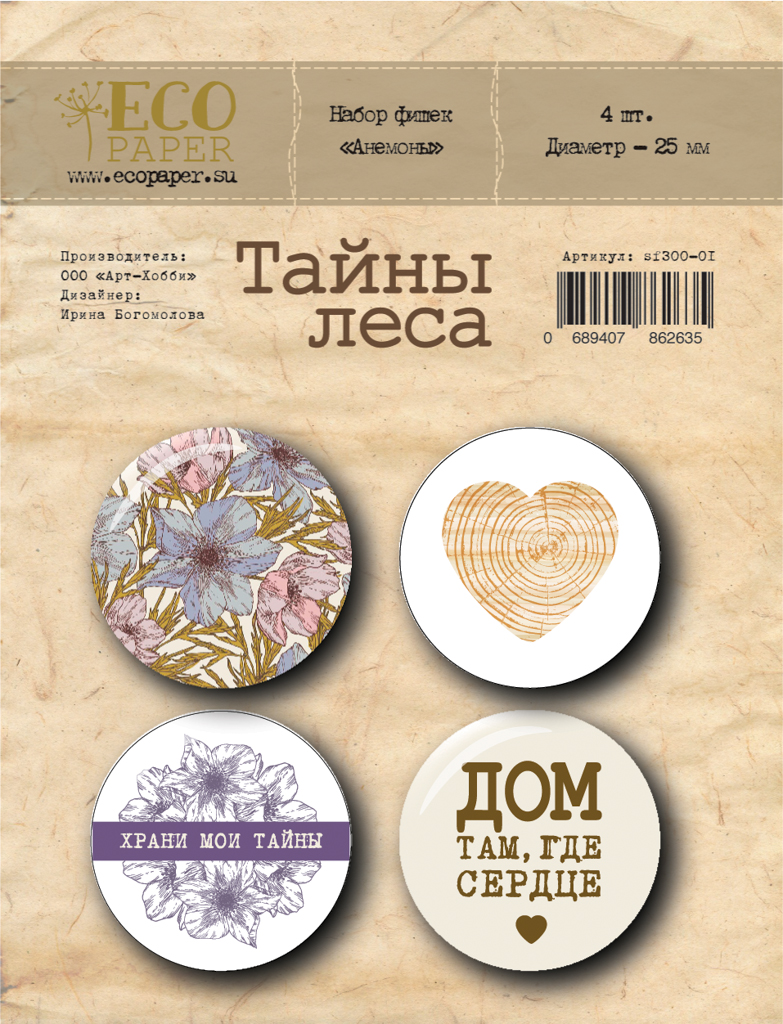 ECO
PAPER
www.ecopaper.su
Набор фишек
«Анемоны»
4 шт.
Диаметр — 25 мм
Производитель:
ООО «Арт-Хобби»
Дизайнер:
Ирина Богомолова
Тайны
леса
Артикул: sf300-01
0 689407 862635
ХРАНИ МОИ ТАЙНЫ
ДОМ
ТАМ, ГДЕ
СЕРДЦЕ